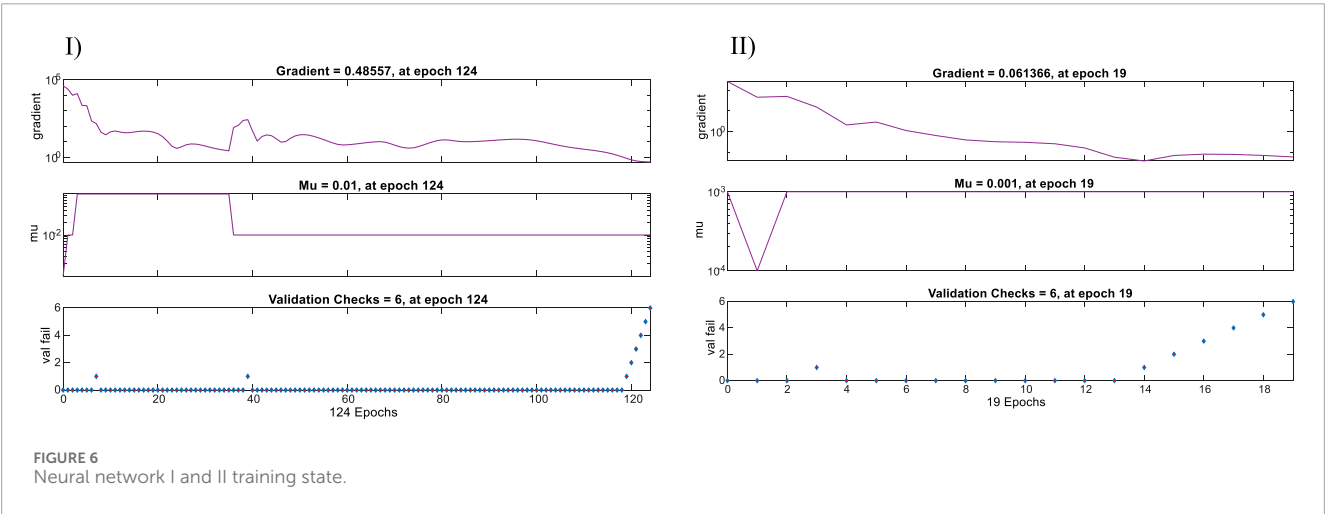 I)
Gradient = 0.48557, at epoch 124
10^5
10^0
gradient
Mu = 0.01, at epoch 124
10^2
mu
Validation Checks = 6, at epoch 124
6
4
2
0
val fail
0 20 40 60 80 100 120
124 Epochs
II)
Gradient = 0.061366, at epoch 19
10^0
gradient
Mu = 0.001, at epoch 19
10^-3
10^-4
mu
Validation Checks = 6, at epoch 19
6
4
2
0
val fail
0 2 4 6 8 10 12 14 16 18
19 Epochs
FIGURE 6
Neural network I and II training state.